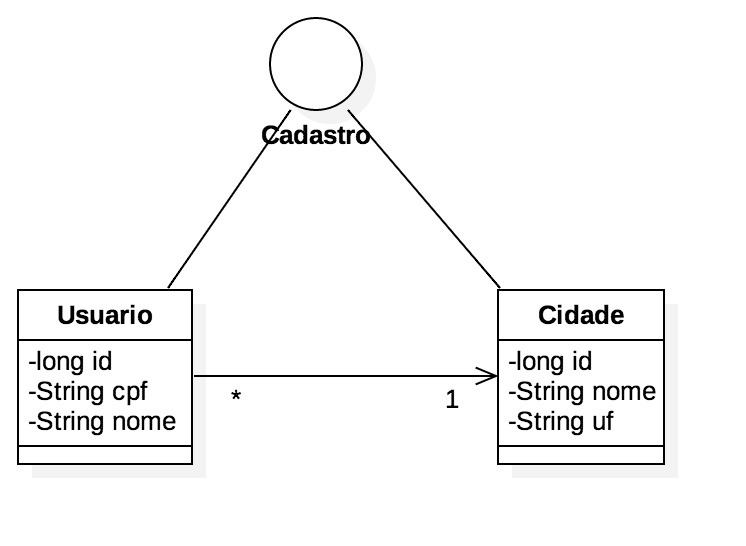 Cadastro
Usuario
-long id
-String cpf
-String nome
*
1
Cidade
-long id
-String nome
-String uf